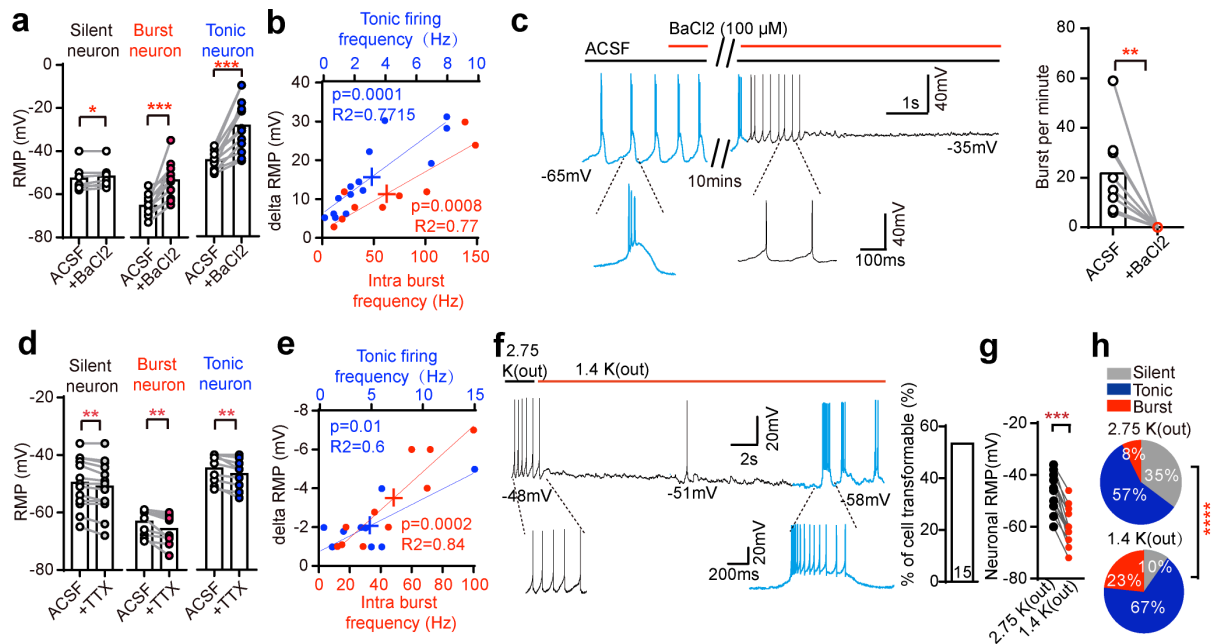 a
Silent
neuron
Burst
neuron
Tonic
neuron
*
***
***
RMP (mV)
-20
-40
-60
-80
0
-20
-40
-60
-80
ACSF
+BaCl2
ACSF
+BaCl2
ACSF
+BaCl2
b
Tonic firing
frequency (Hz)
0 2 4 6 8 10
p=0.0001
R2=0.7715
delta RMP (mV)
40
30
20
10
0
p=0.0008
R2=0.77
0 50 100 150
Intra burst
frequency (Hz)
c
BaCl2 (100 µM)
ACSF
1s
40mV
-65mV
10mins
-35mV
40mV
100ms
**
Burst per minute
80
60
40
20
0
ACSF
+BaCl2
d
Silent
neuron
Burst
neuron
Tonic
neuron
**
**
**
RMP (mV)
-20
-40
-60
-80
ACSF
+TTX
ACSF
+TTX
ACSF
+TTX
e
Tonic firing
frequency (Hz)
0 5 10 15
p=0.01
R2=0.6
delta RMP (mV)
-8
-6
-4
-2
0
p=0.0002
R2=0.84
0 20 40 60 80 100
Intra burst
frequency (Hz)
f
2.75
K(out)
1.4 K(out)
2s
20mV
-48mV
-51mV
-58mV
200ms
20mV
% of cell transformable (%)
100
80
60
40
20
0
15
g
***
Neuronal RMP(mV)
-20
-40
-60
-80
2.75 K(out)
1.4 K(out)
h
Silent
Tonic
Burst
2.75 K(out)
8%
35%
57%
1.4 K(out)
10%
23%
67%
****